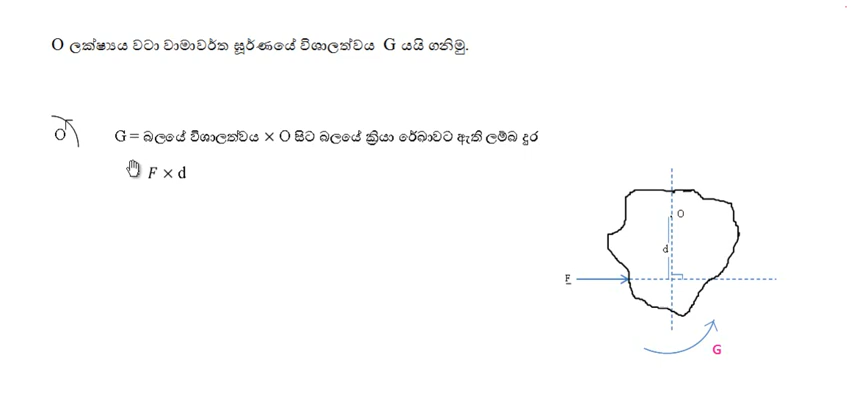 O ලක්ෂ්‍යය වටා වාමාවර්ත ඝූර්ණයේ විශාලත්වය G යයි ගනිමු.
O G = බලයේ විශාලත්වය × O සිට බලයේ ක්‍රියා රේඛාවට ඇති ලම්බ දුර
F × d
O
d
F
G